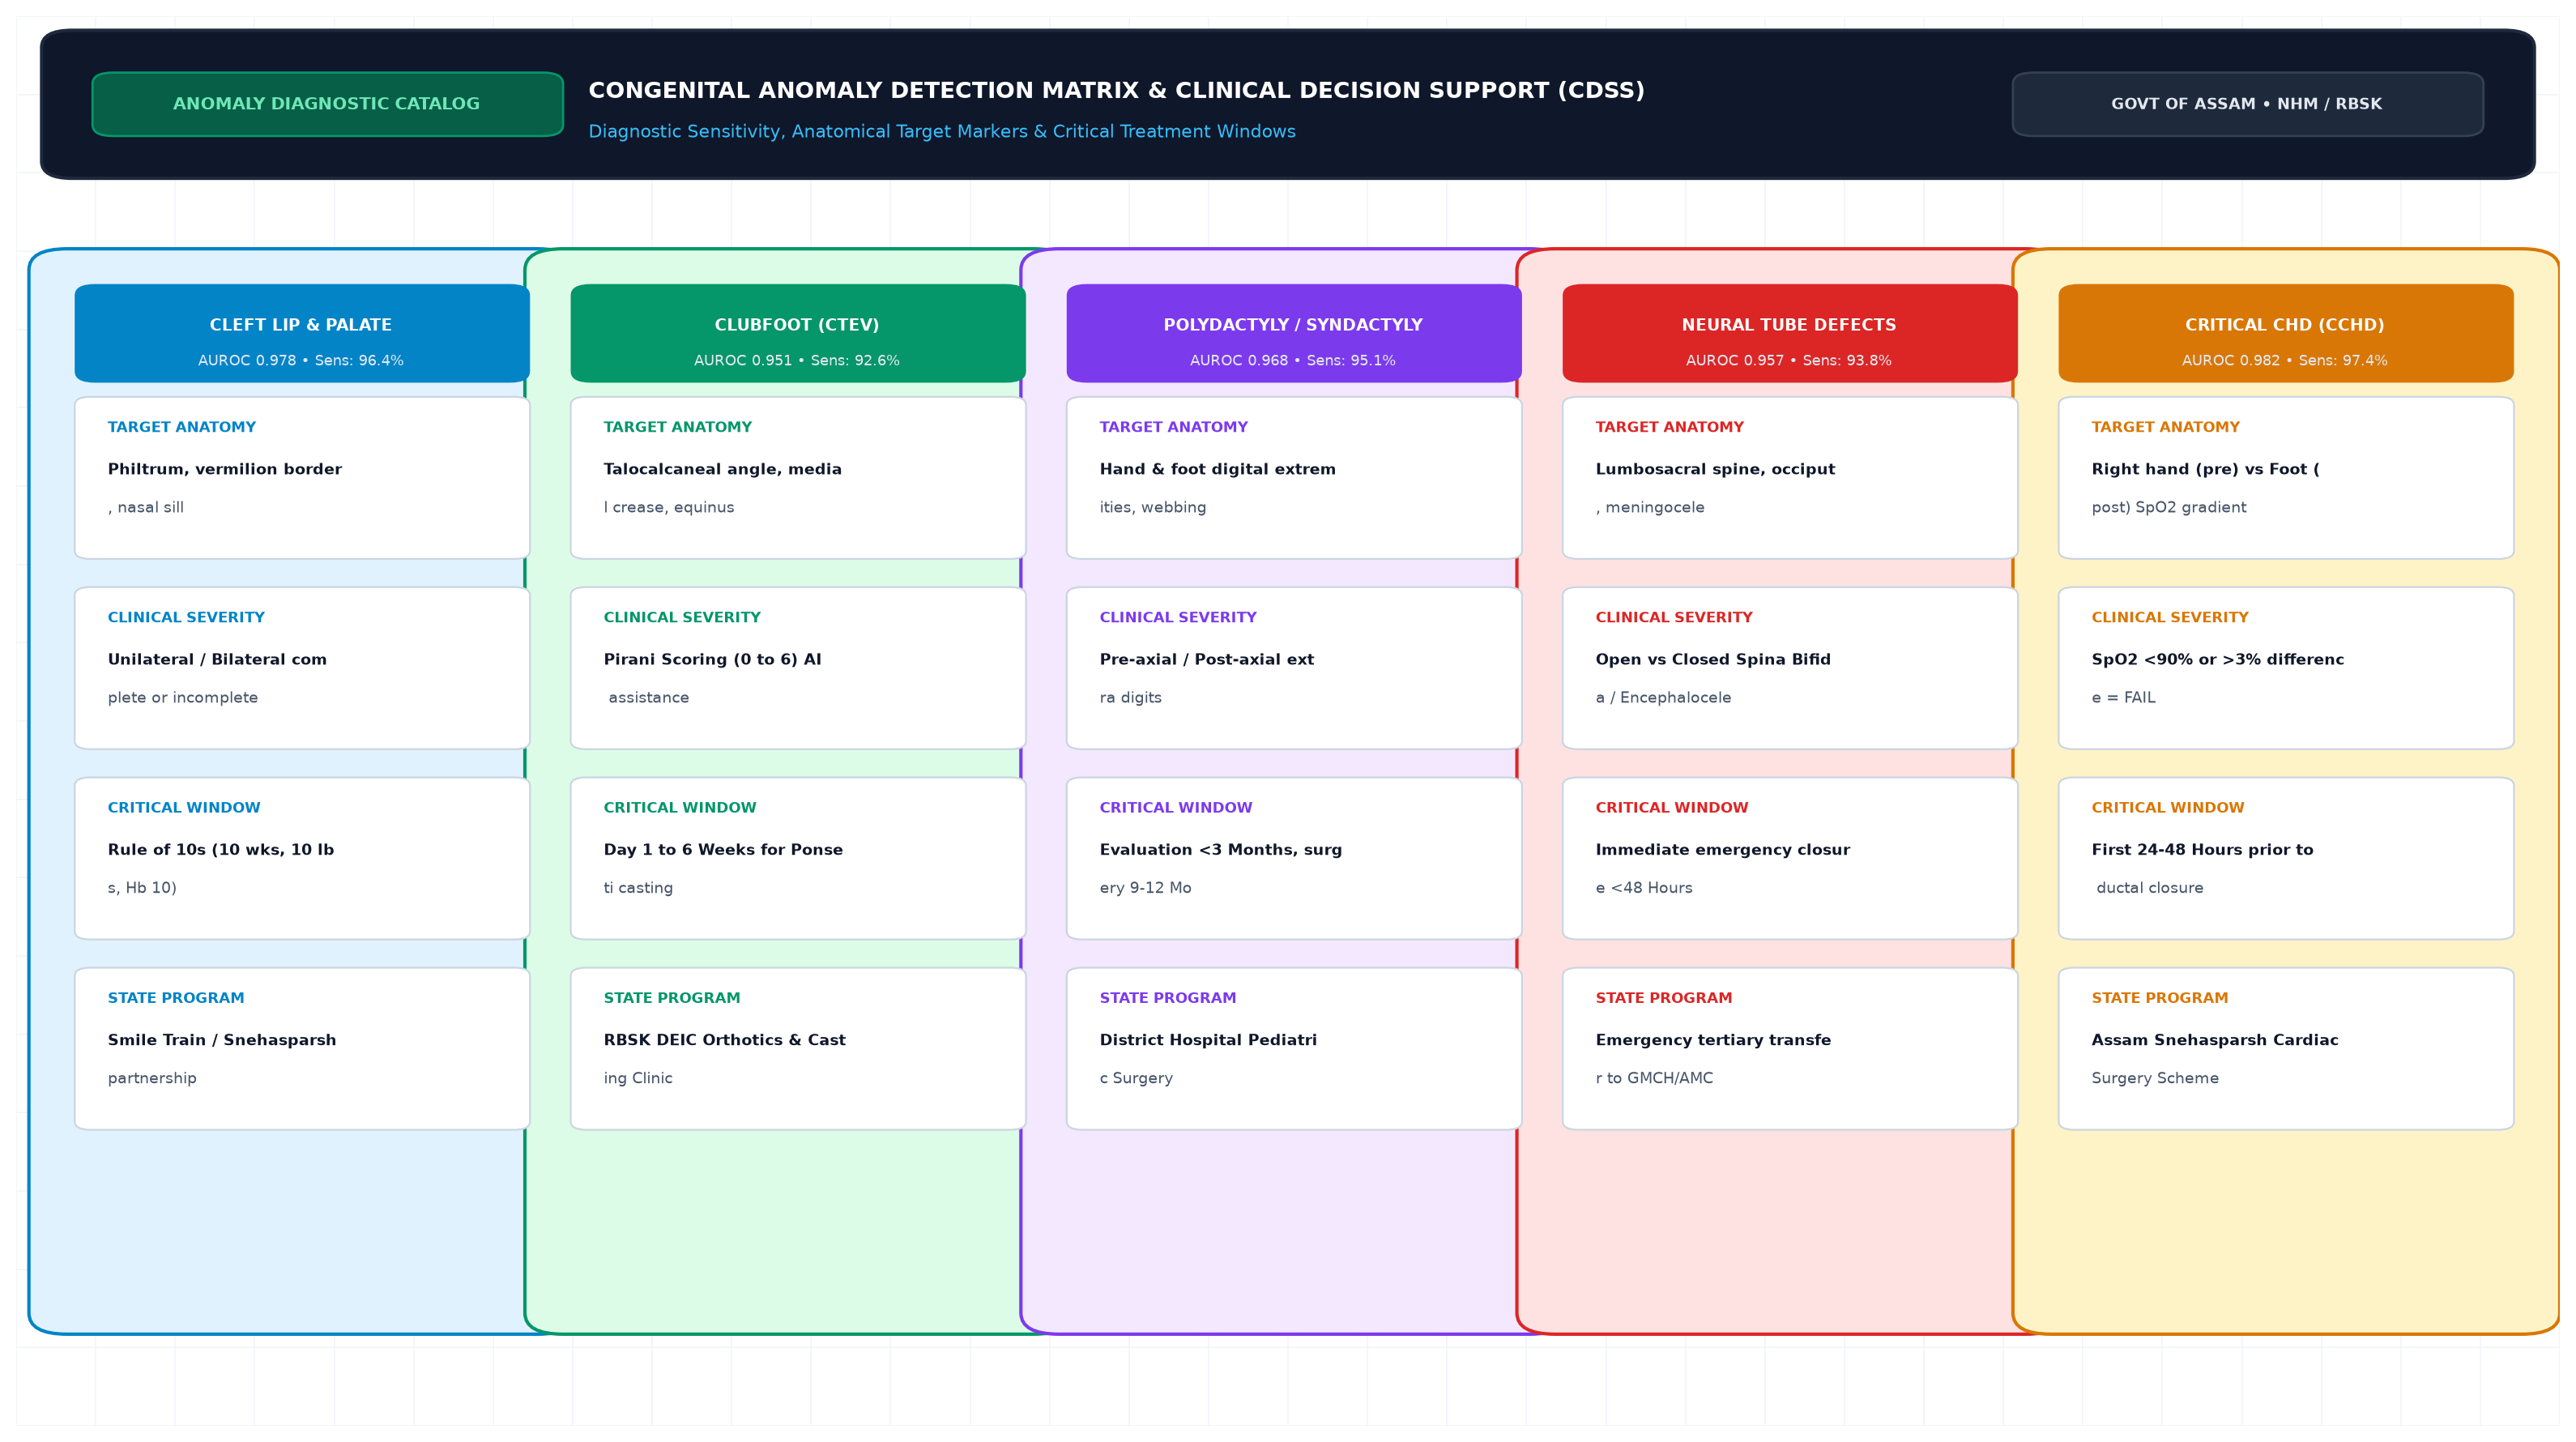 ANOMALY DIAGNOSTIC CATALOG
CONGENITAL ANOMALY DETECTION MATRIX & CLINICAL DECISION SUPPORT (CDSS)
Diagnostic Sensitivity, Anatomical Target Markers & Critical Treatment Windows
GOVT OF ASSAM • NHM / RBSK
CLEFT LIP & PALATE
AUROC 0.978 • Sens: 96.4%
TARGET ANATOMY
Philtrum, vermilion border
, nasal sill
CLINICAL SEVERITY
Unilateral / Bilateral com
plete or incomplete
CRITICAL WINDOW
Rule of 10s (10 wks, 10 lb
s, Hb 10)
STATE PROGRAM
Smile Train / Snehasparsh
partnership
CLUBFOOT (CTEV)
AUROC 0.951 • Sens: 92.6%
TARGET ANATOMY
Talocalcaneal angle, media
l crease, equinus
CLINICAL SEVERITY
Pirani Scoring (0 to 6) AI
assistance
CRITICAL WINDOW
Day 1 to 6 Weeks for Ponse
ti casting
STATE PROGRAM
RBSK DEIC Orthotics & Cast
ing Clinic
POLYDACTYLY / SYNDACTYLY
AUROC 0.968 • Sens: 95.1%
TARGET ANATOMY
Hand & foot digital extrem
ities, webbing
CLINICAL SEVERITY
Pre-axial / Post-axial ext
ra digits
CRITICAL WINDOW
Evaluation <3 Months, surg
ery 9-12 Mo
STATE PROGRAM
District Hospital Pediatri
c Surgery
NEURAL TUBE DEFECTS
AUROC 0.957 • Sens: 93.8%
TARGET ANATOMY
Lumbosacral spine, occiput
, meningocele
CLINICAL SEVERITY
Open vs Closed Spina Bifid
a / Encephalocele
CRITICAL WINDOW
Immediate emergency closur
e <48 Hours
STATE PROGRAM
Emergency tertiary transfe
r to GMCH/AMC
CRITICAL CHD (CCHD)
AUROC 0.982 • Sens: 97.4%
TARGET ANATOMY
Right hand (pre) vs Foot (
post) SpO2 gradient
CLINICAL SEVERITY
SpO2 <90% or >3% differenc
e = FAIL
CRITICAL WINDOW
First 24-48 Hours prior to
ductal closure
STATE PROGRAM
Assam Snehasparsh Cardiac
Surgery Scheme